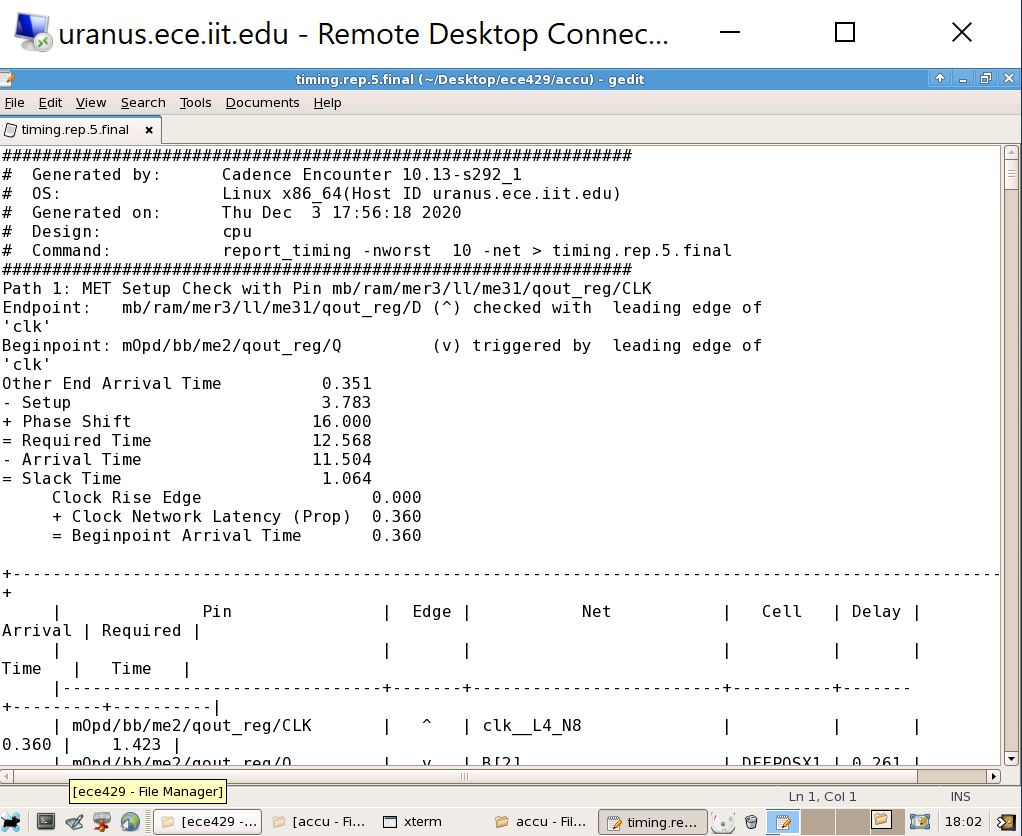 uranus.ece.iit.edu - Remote Desktop Connec...
timing.rep.5.final (~/Desktop/ece429/accu) - gedit
File Edit View Search Tools Documents Help
timing.rep.5.final ×
###############################################################
#  Generated by:      Cadence Encounter 10.13-s292_1
#  OS:                Linux x86_64(Host ID uranus.ece.iit.edu)
#  Generated on:      Thu Dec  3 17:56:18 2020
#  Design:            cpu
#  Command:           report_timing -nworst  10 -net > timing.rep.5.final
###############################################################
Path 1: MET Setup Check with Pin mb/ram/mer3/ll/me31/qout_reg/CLK
Endpoint:   mb/ram/mer3/ll/me31/qout_reg/D (^) checked with  leading edge of
'clk'
Beginpoint: mOpd/bb/me2/qout_reg/Q         (v) triggered by  leading edge of
'clk'
Other End Arrival Time          0.351
- Setup                         3.783
+ Phase Shift                  16.000
= Required Time                12.568
- Arrival Time                 11.504
= Slack Time                    1.064
     Clock Rise Edge                 0.000
     + Clock Network Latency (Prop)  0.360
     = Beginpoint Arrival Time       0.360
+---------------------------------------------------------------------------------------------------
+
     |              Pin               |  Edge |           Net           |   Cell   | Delay |
Arrival | Required |
     |                                |       |                         |          |       |
Time   |   Time   |
     |--------------------------------+-------+-------------------------+----------+-------
+---------+----------|
     | mOpd/bb/me2/qout_reg/CLK       |   ^   | clk__L4_N8              |          |       |
0.360 |    1.423 |
     | mOpd/bb/me2/qout_reg/Q         |   v   | B[2]                    | DFFPOSX1 | 0.261 |
[ece429 - File Manager]
Ln 1, Col 1 INS
[ece429 -... [accu - Fi... xterm accu - Fil... timing.re... 18:02